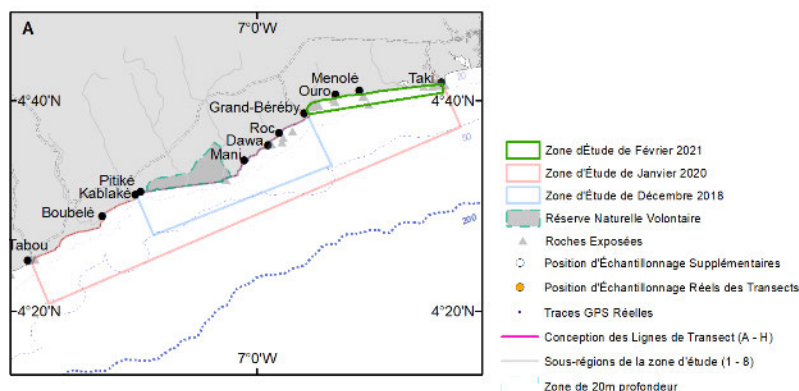 A
7°0'W
Taki
Menolé
Ouro
4°40'N
4°40'N
Grand-Béréby
Roc
Dawa
Mani
Pitiké
Kablaké
Boubelè
Tabou
200
4°20'N
4°20'N
7°0'W
Zone d'Étude de Février 2021
Zone d'Étude de Janvier 2020
Zone d'Étude de Décembre 2018
Réserve Naturelle Volontaire
Roches Exposées
Position d'Échantillonnage Supplémentaires
Position d'Échantillonnage Réels des Transects
Traces GPS Réelles
Conception des Lignes de Transect (A - H)
Sous-régions de la zone d'étude (1 - 8)
Zone de 20m profondeur